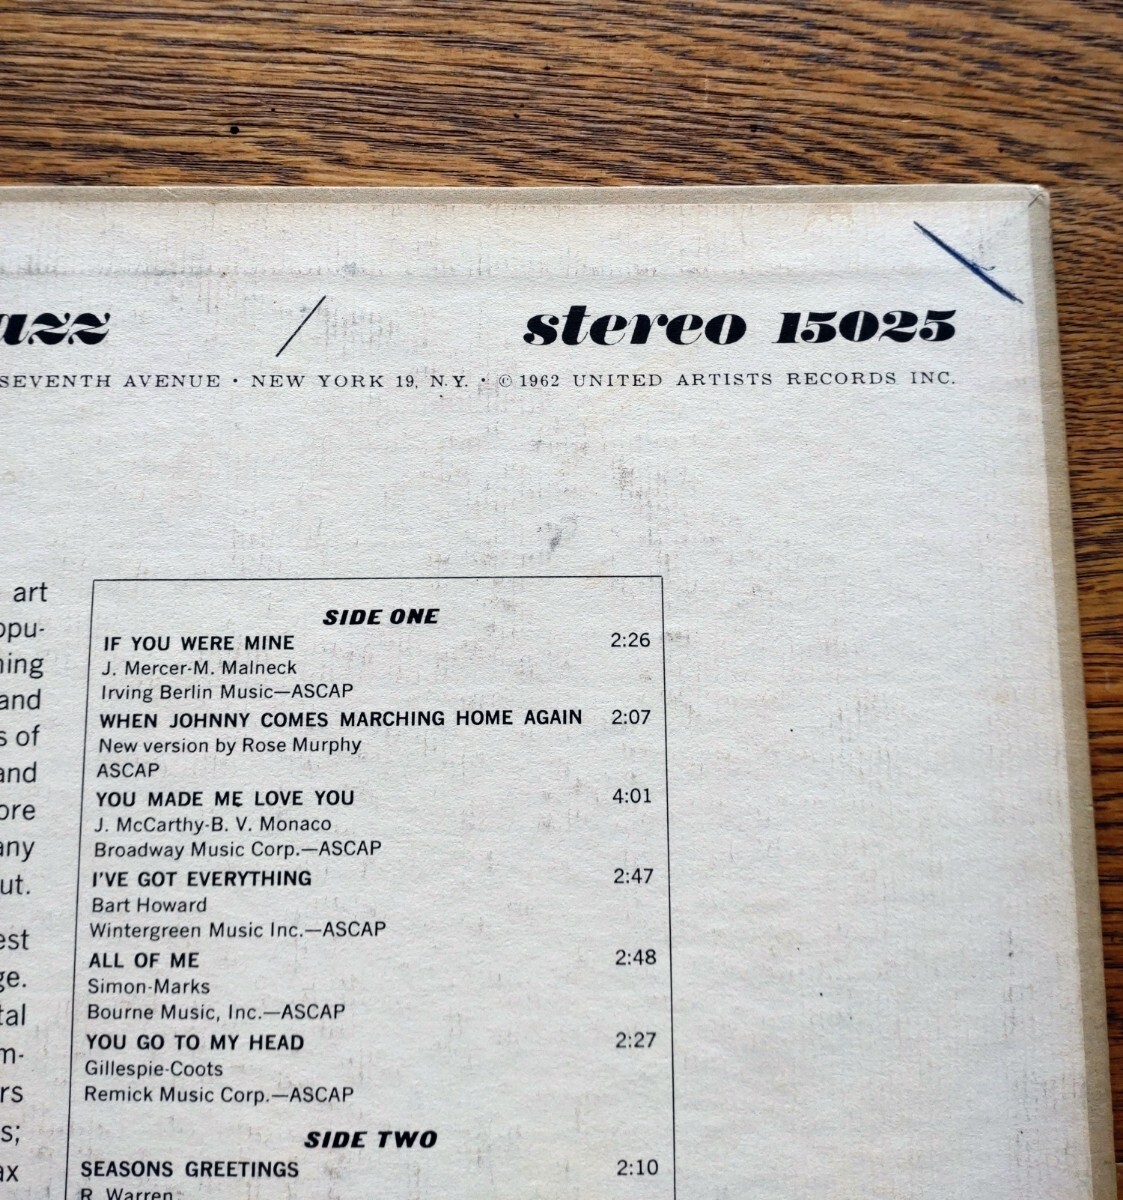 stereo 15025
SEVENTH AVENUE · NEW YORK 19, N.Y. · © 1962 UNITED ARTISTS RECORDS INC.
art
and
of
and
SIDE ONE
IF YOU WERE MINE 2:26
J. Mercer-M. Malneck
Irving Berlin Music—ASCAP
WHEN JOHNNY COMES MARCHING HOME AGAIN 2:07
New version by Rose Murphy
ASCAP
YOU MADE ME LOVE YOU 4:01
J. McCarthy-B. V. Monaco
Broadway Music Corp.—ASCAP
I'VE GOT EVERYTHING 2:47
Bart Howard
Wintergreen Music Inc.—ASCAP
ALL OF ME 2:48
Simon-Marks
Bourne Music, Inc.—ASCAP
YOU GO TO MY HEAD 2:27
Gillespie-Coots
Remick Music Corp.—ASCAP
SIDE TWO
SEASONS GREETINGS 2:10
R. Warren